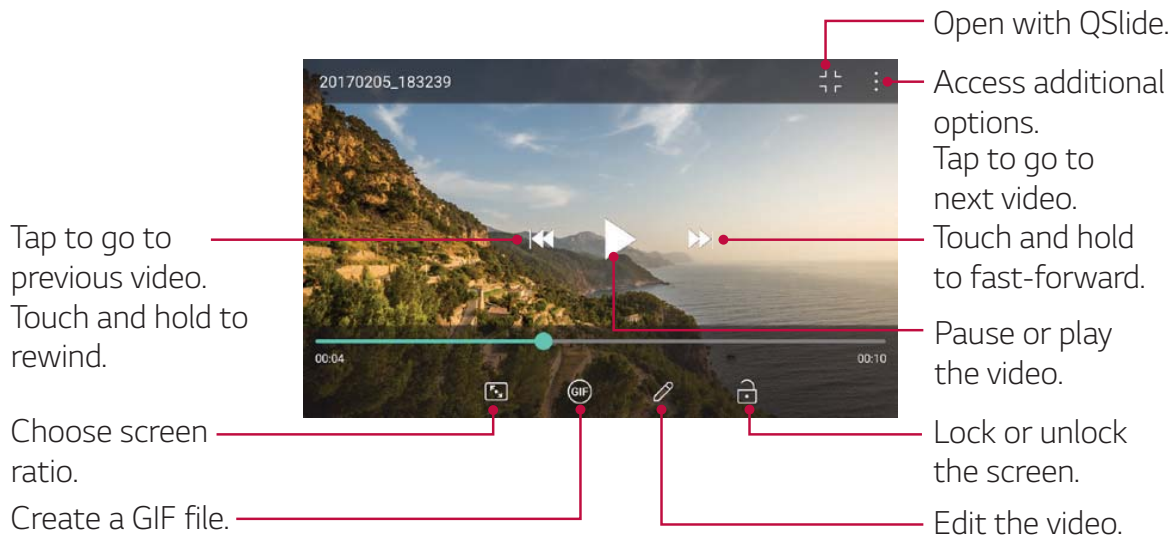 Open with QSlide.
20170205_183239
Access additional
options.
Tap to go to
next video.
Touch and hold
to fast-forward.
Tap to go to
previous video.
Touch and hold to
rewind.
Pause or play
the video.
00:04
00:10
GIF
Choose screen
ratio.
Lock or unlock
the screen.
Create a GIF file.
Edit the video.